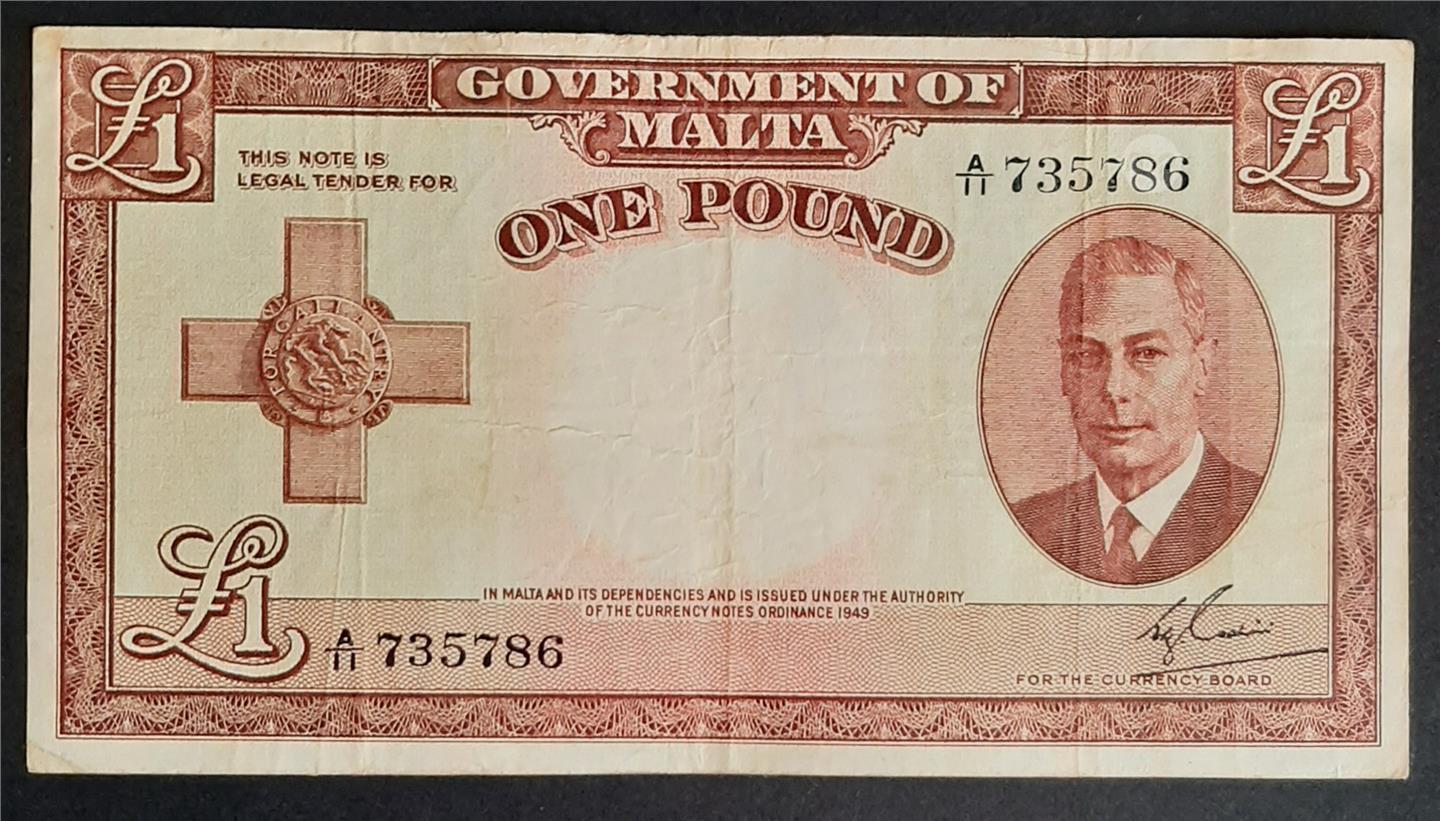 £1
GOVERNMENT OF
MALTA
£1
THIS NOTE IS
LEGAL TENDER FOR
A/11 735786
ONE POUND
FOR GALLANTRY
£1
IN MALTA AND ITS DEPENDENCIES AND IS ISSUED UNDER THE AUTHORITY
OF THE CURRENCY NOTES ORDINANCE 1949
A/11 735786
FOR THE CURRENCY BOARD